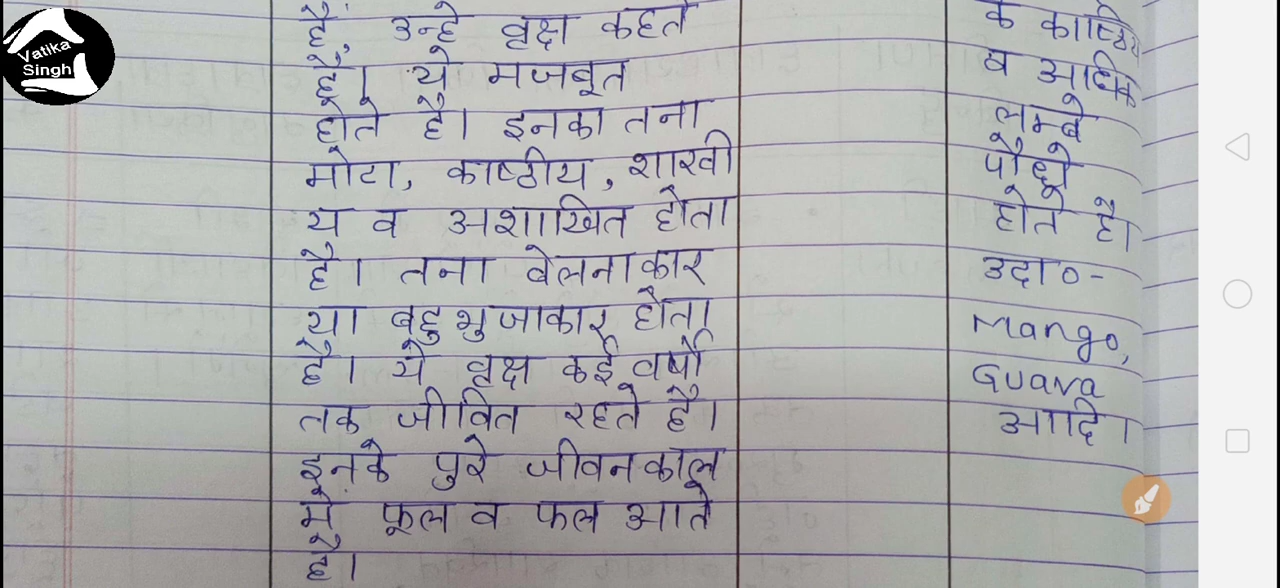 Vatika
Singh
हैं, उन्हे वृक्ष कहते
है। ये मजबूत
होते है। इनका तना
मोटा, काष्ठीय, शाखी
य व अशाखित होता
है। तना बेलनाकार
या बहुभुजाकार होता
है। ये वृक्ष कई वर्षो
तक जीवित रहते है।
इनके पुरे जीवनकाल
मे फूल व फल आते
है।
के काष्ठिय
व अधिक
लम्बे
पौधे
होते है।
उदा०-
Mango,
Guava
आदि।